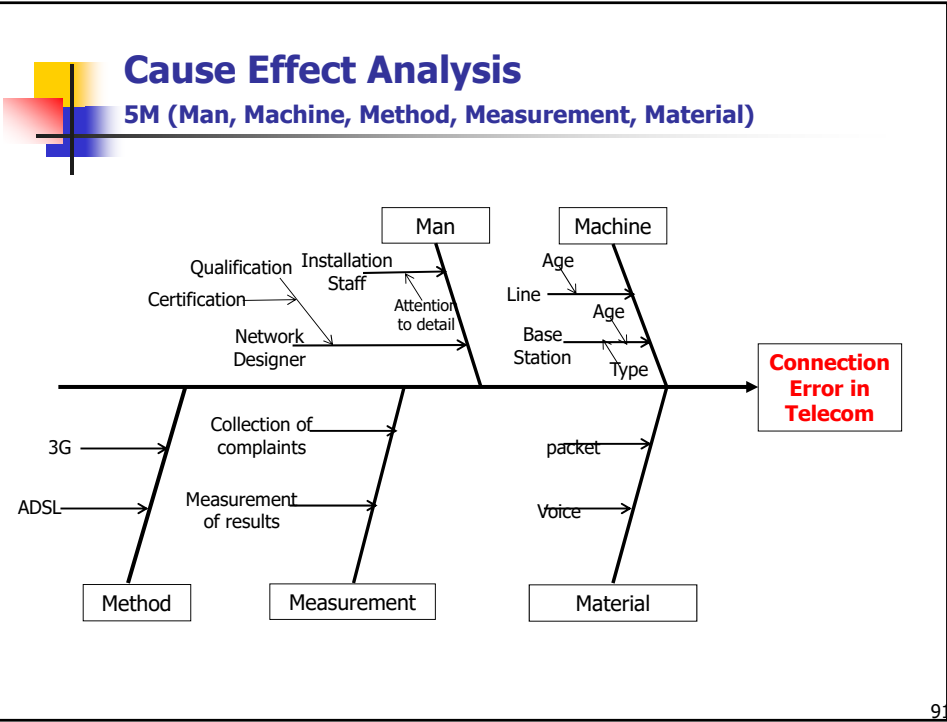 Cause Effect Analysis
5M (Man, Machine, Method, Measurement, Material)
Man
Machine
Qualification
Installation
Staff
Age
Certification
Attention
to detail
Line
Age
Network
Designer
Base
Station
Type
Connection
Error in
Telecom
3G
Collection of
complaints
packet
ADSL
Measurement
of results
Voice
Method
Measurement
Material